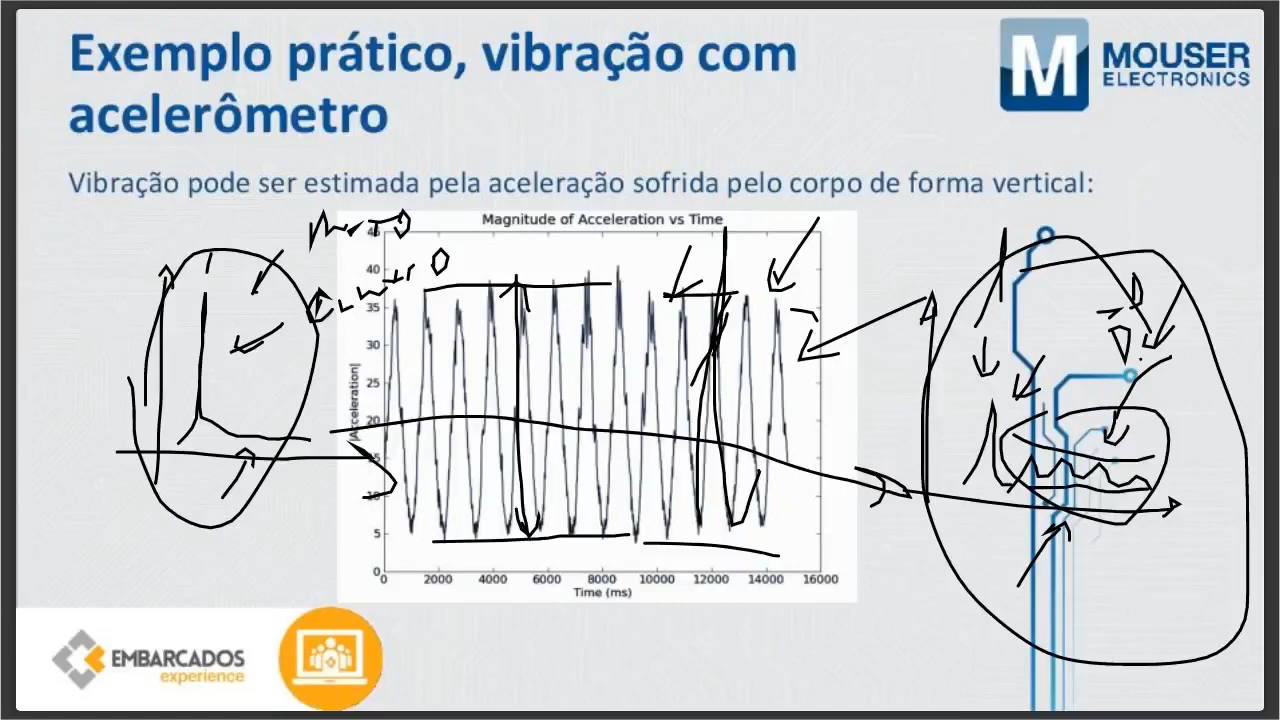 Exemplo prático, vibração com
acelerômetro
M
MOUSER
ELECTRONICS
Vibração pode ser estimada pela aceleração sofrida pelo corpo de forma vertical:
Magnitude of Acceleration vs Time
40
35
30
25
20
10
5
0
|Acceleration|
0 2000 4000 6000 8000 10000 12000 14000 16000
Time (ms)
EMBARCADOS
experience